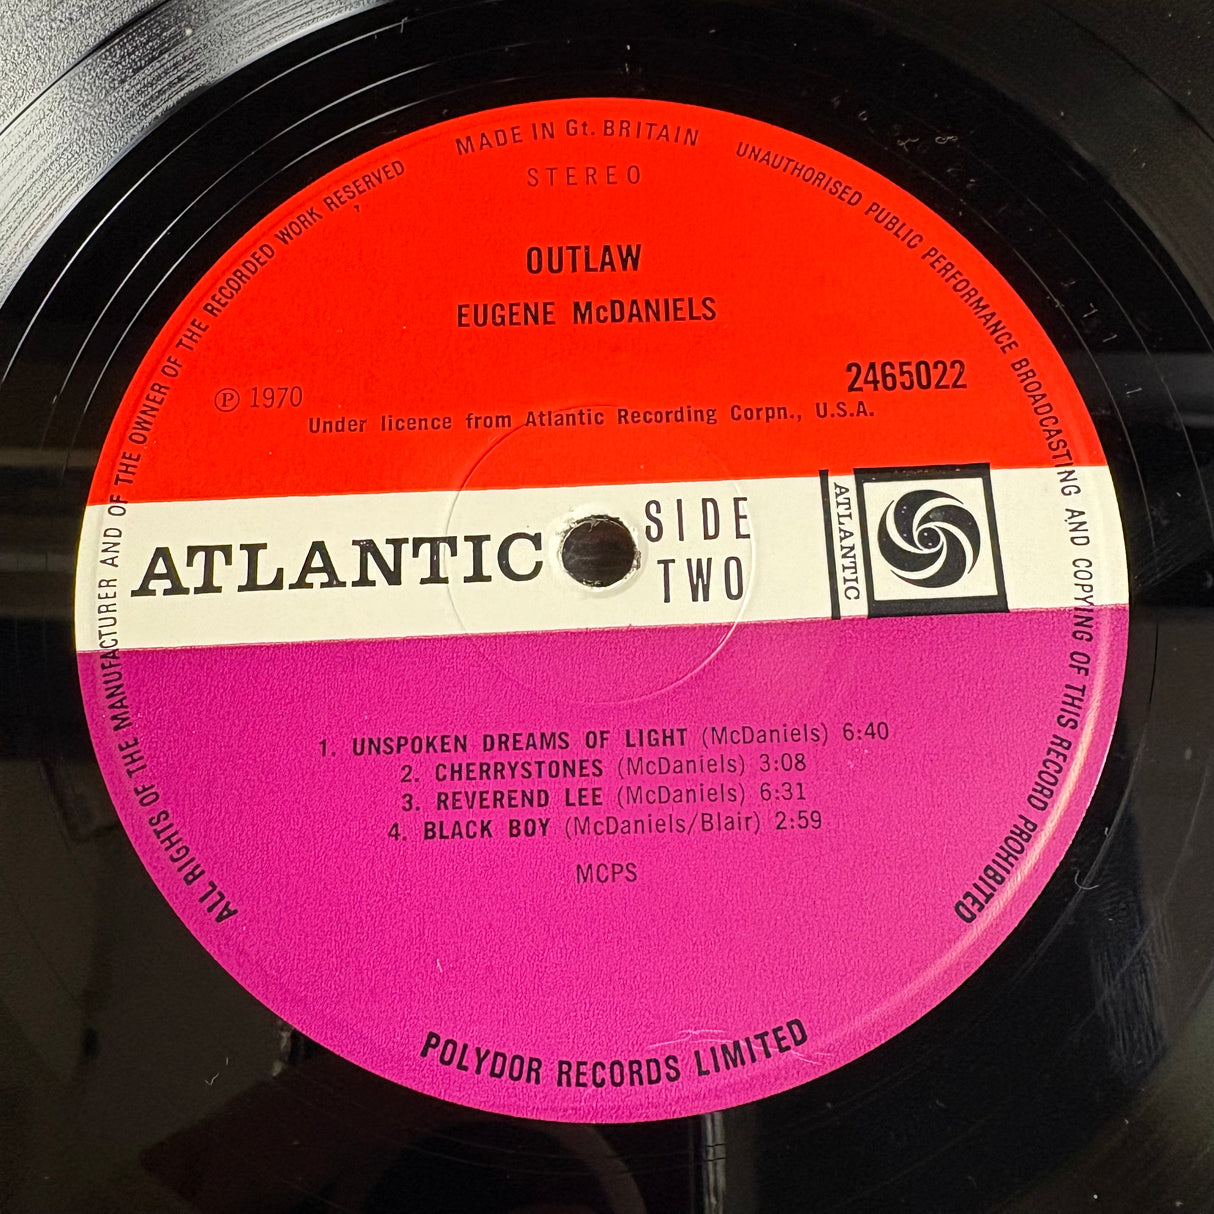 MADE IN Gt. BRITAIN
STEREO
OUTLAW
EUGENE McDANIELS
2465022
℗ 1970
Under licence from Atlantic Recording Corpn., U.S.A.
ATLANTIC
SIDE
TWO
ATLANTIC
1. UNSPOKEN DREAMS OF LIGHT (McDaniels) 6:40
2. CHERRYSTONES (McDaniels) 3:08
3. REVEREND LEE (McDaniels) 6:31
4. BLACK BOY (McDaniels/Blair) 2:59
MCPS
POLYDOR RECORDS LIMITED
ALL RIGHTS OF THE MANUFACTURER AND OF THE OWNER OF THE RECORDED WORK RESERVED
UNAUTHORISED PUBLIC PERFORMANCE BROADCASTING AND COPYING OF THIS RECORD PROHIBITED